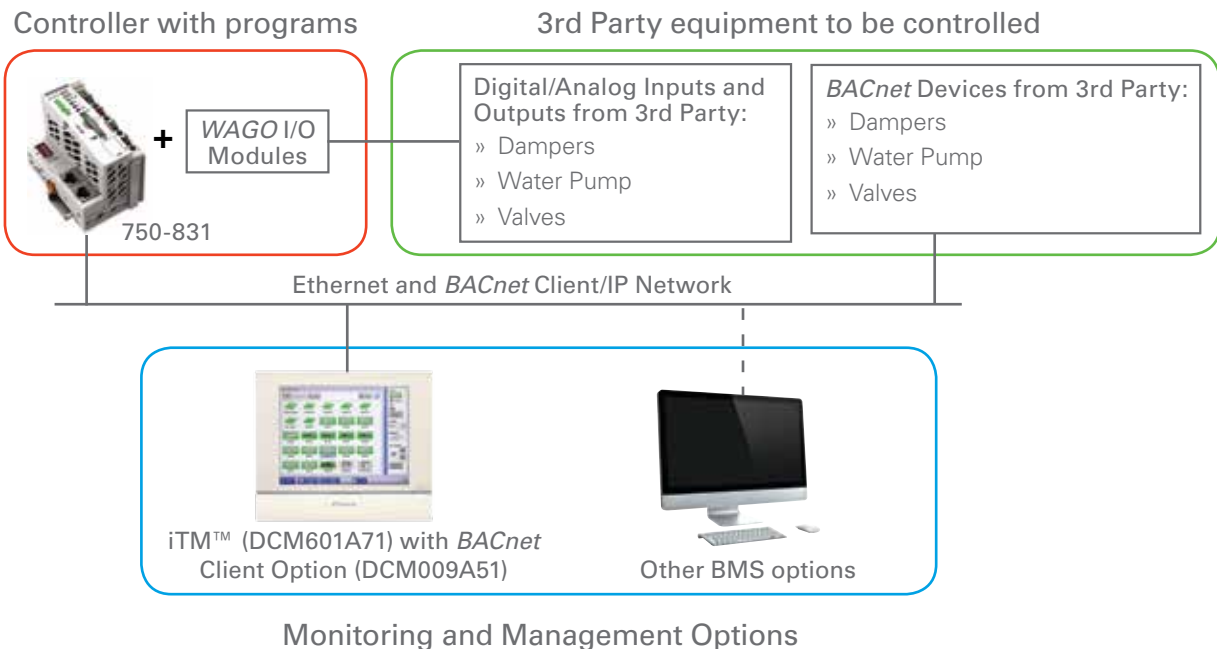 Controller with programs
3rd Party equipment to be controlled
+
WAGO I/O
Modules
750-831
Digital/Analog Inputs and
Outputs from 3rd Party:
» Dampers
» Water Pump
» Valves
BACnet Devices from 3rd Party:
» Dampers
» Water Pump
» Valves
Ethernet and BACnet Client/IP Network
iTM™ (DCM601A71) with BACnet
Client Option (DCM009A51)
Other BMS options
Monitoring and Management Options